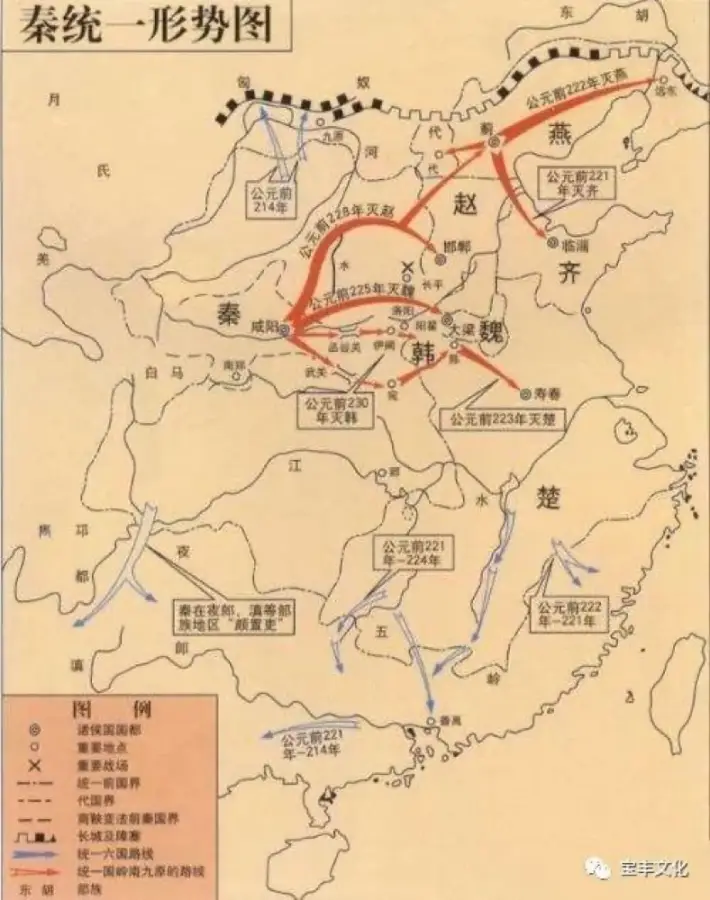 秦统一形势图
东
胡
匈
奴
月
氏
羌
公元前222年灭燕
远东
燕
蓟
代
代
九原
河
公元前
214年
赵
公元前221
年灭齐
公元前228年灭赵
邯郸
临淄
齐
水
长平
公元前225年灭魏
秦
咸阳
洛阳
阳翟
大梁
魏
函谷关
伊阙
韩
陈
白马
南郑
武关
宛
寿春
公元前230
年灭韩
公元前223年灭楚
江
郢
水
楚
嶲
邛
都
夜
郎
滇
公元前221
年-224年
秦在夜郎，滇等部
族地区“颇置吏”
公元前222
年-221年
五
岭
番禺
公元前221
年-214年
图例
诸侯国国都
重要地点
重要战场
统一前国界
代国界
商鞅变法前秦国界
长城及障塞
统一六国路线
统一国岭南九原的路线
东胡 部族
宝丰文化